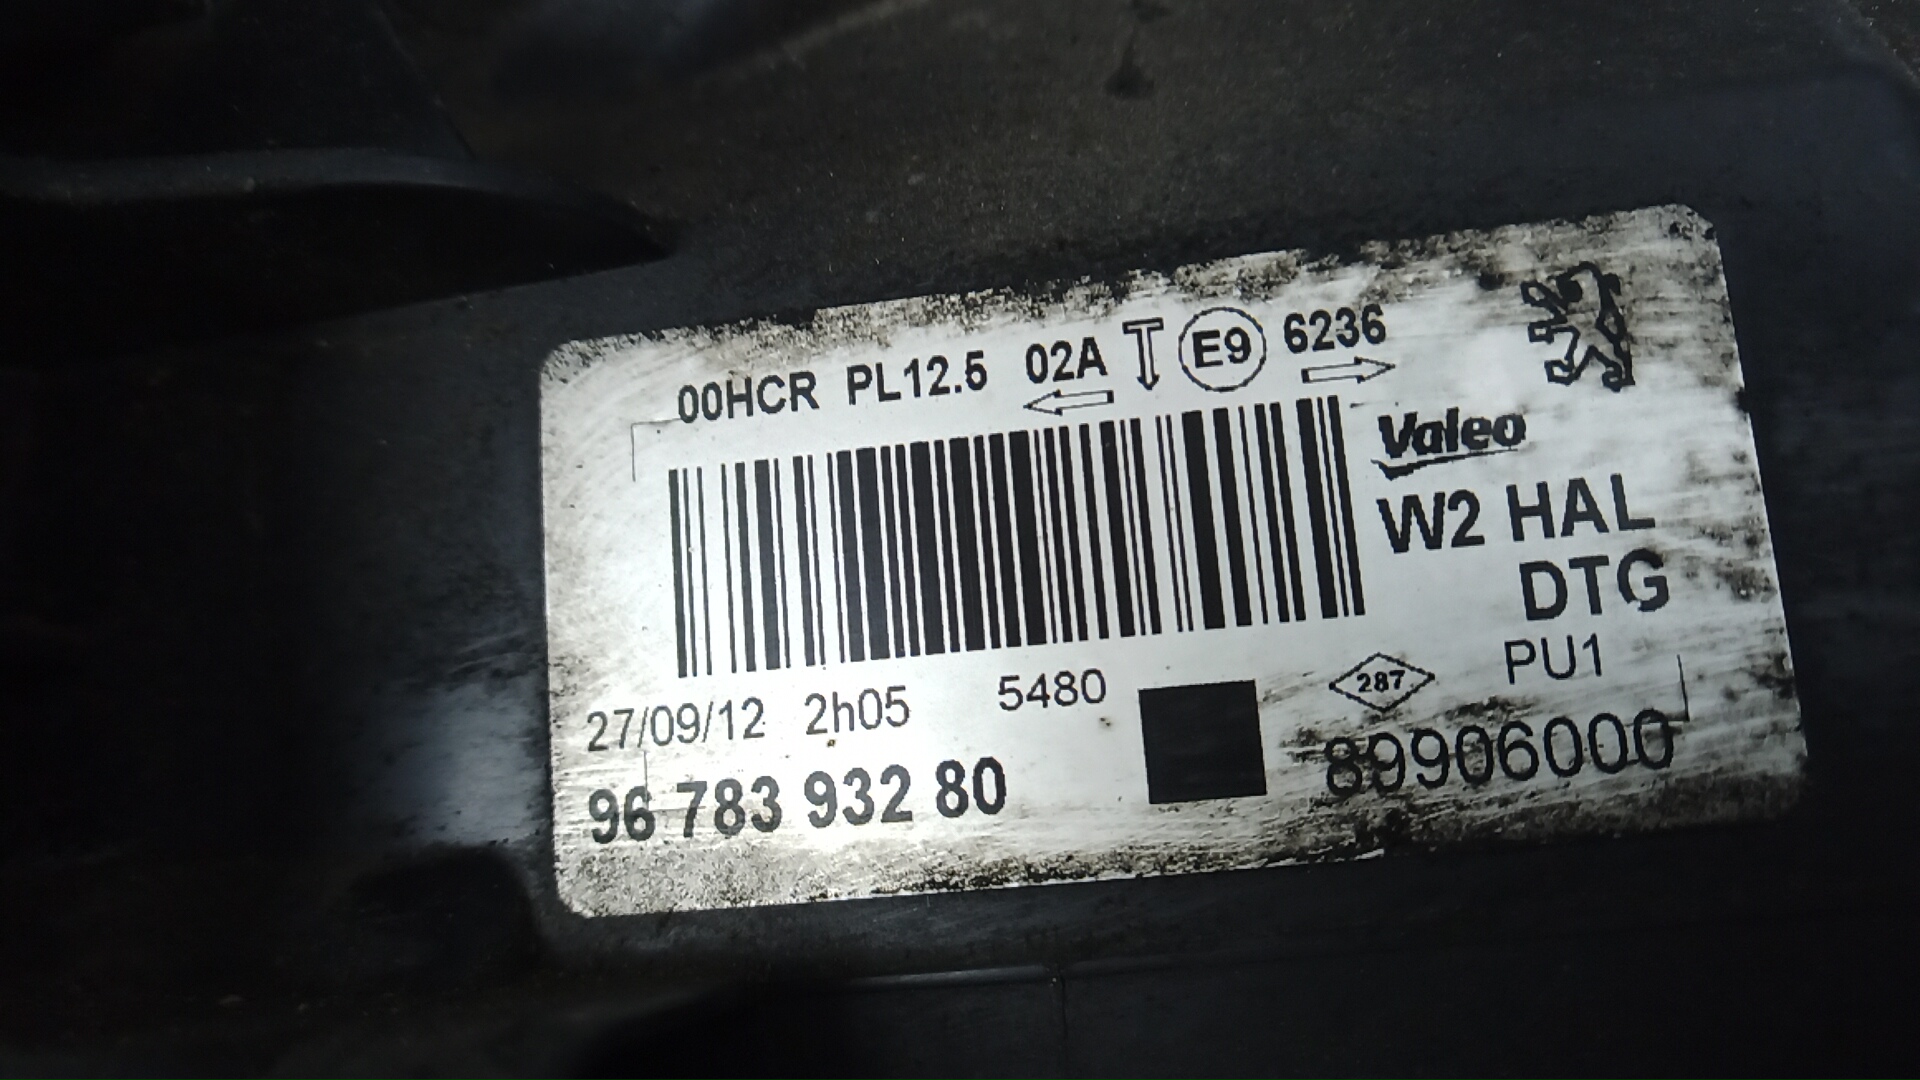 00HCR PL12.5 02A E9 6236
Valeo
W2 HAL
DTG
PU1
287
27/09/12 2h05 5480
89906000
96 783 932 80